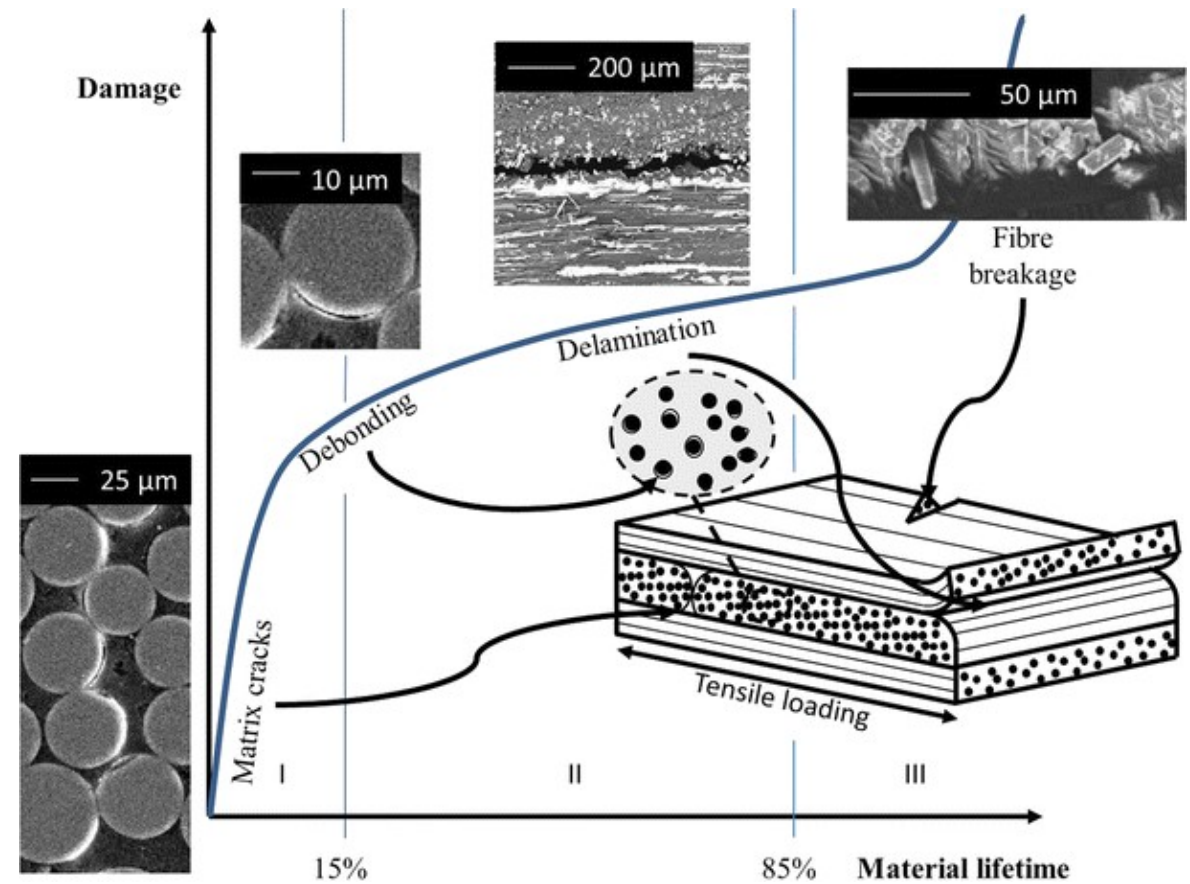 Damage
200 μm
50 μm
10 μm
Fibre
breakage
Delamination
Debonding
25 μm
Matrix cracks
Tensile loading
I
II
III
15%
85%
Material lifetime